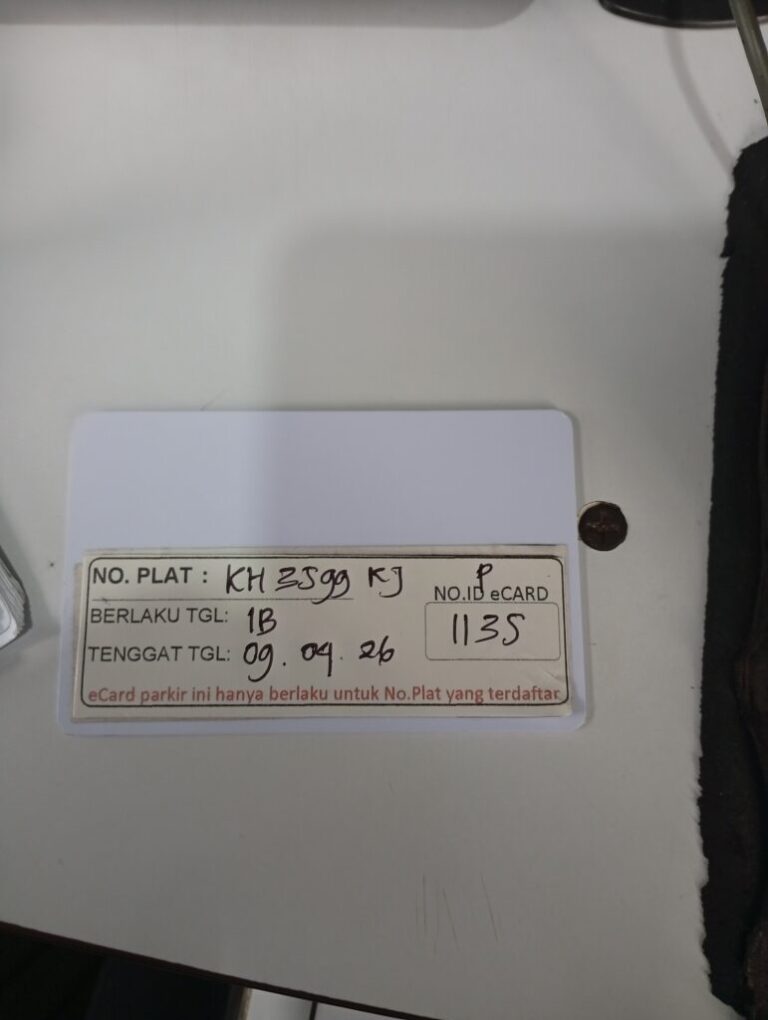 NO. PLAT : KH 3599 KJ
P
NO.ID eCARD
BERLAKU TGL: 1B
1135
TENGGAT TGL: 09. 04. 26
eCard parkir ini hanya berlaku untuk No.Plat yang terdaftar